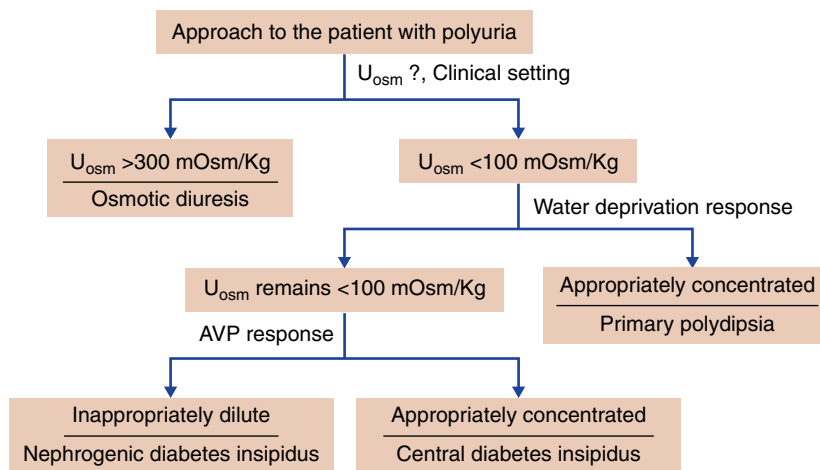 Approach to the patient with polyuria
Uosm ?, Clinical setting
Uosm >300 mOsm/Kg
Osmotic diuresis
Uosm <100 mOsm/Kg
Water deprivation response
Uosm remains <100 mOsm/Kg
Appropriately concentrated
Primary polydipsia
AVP response
Inappropriately dilute
Nephrogenic diabetes insipidus
Appropriately concentrated
Central diabetes insipidus